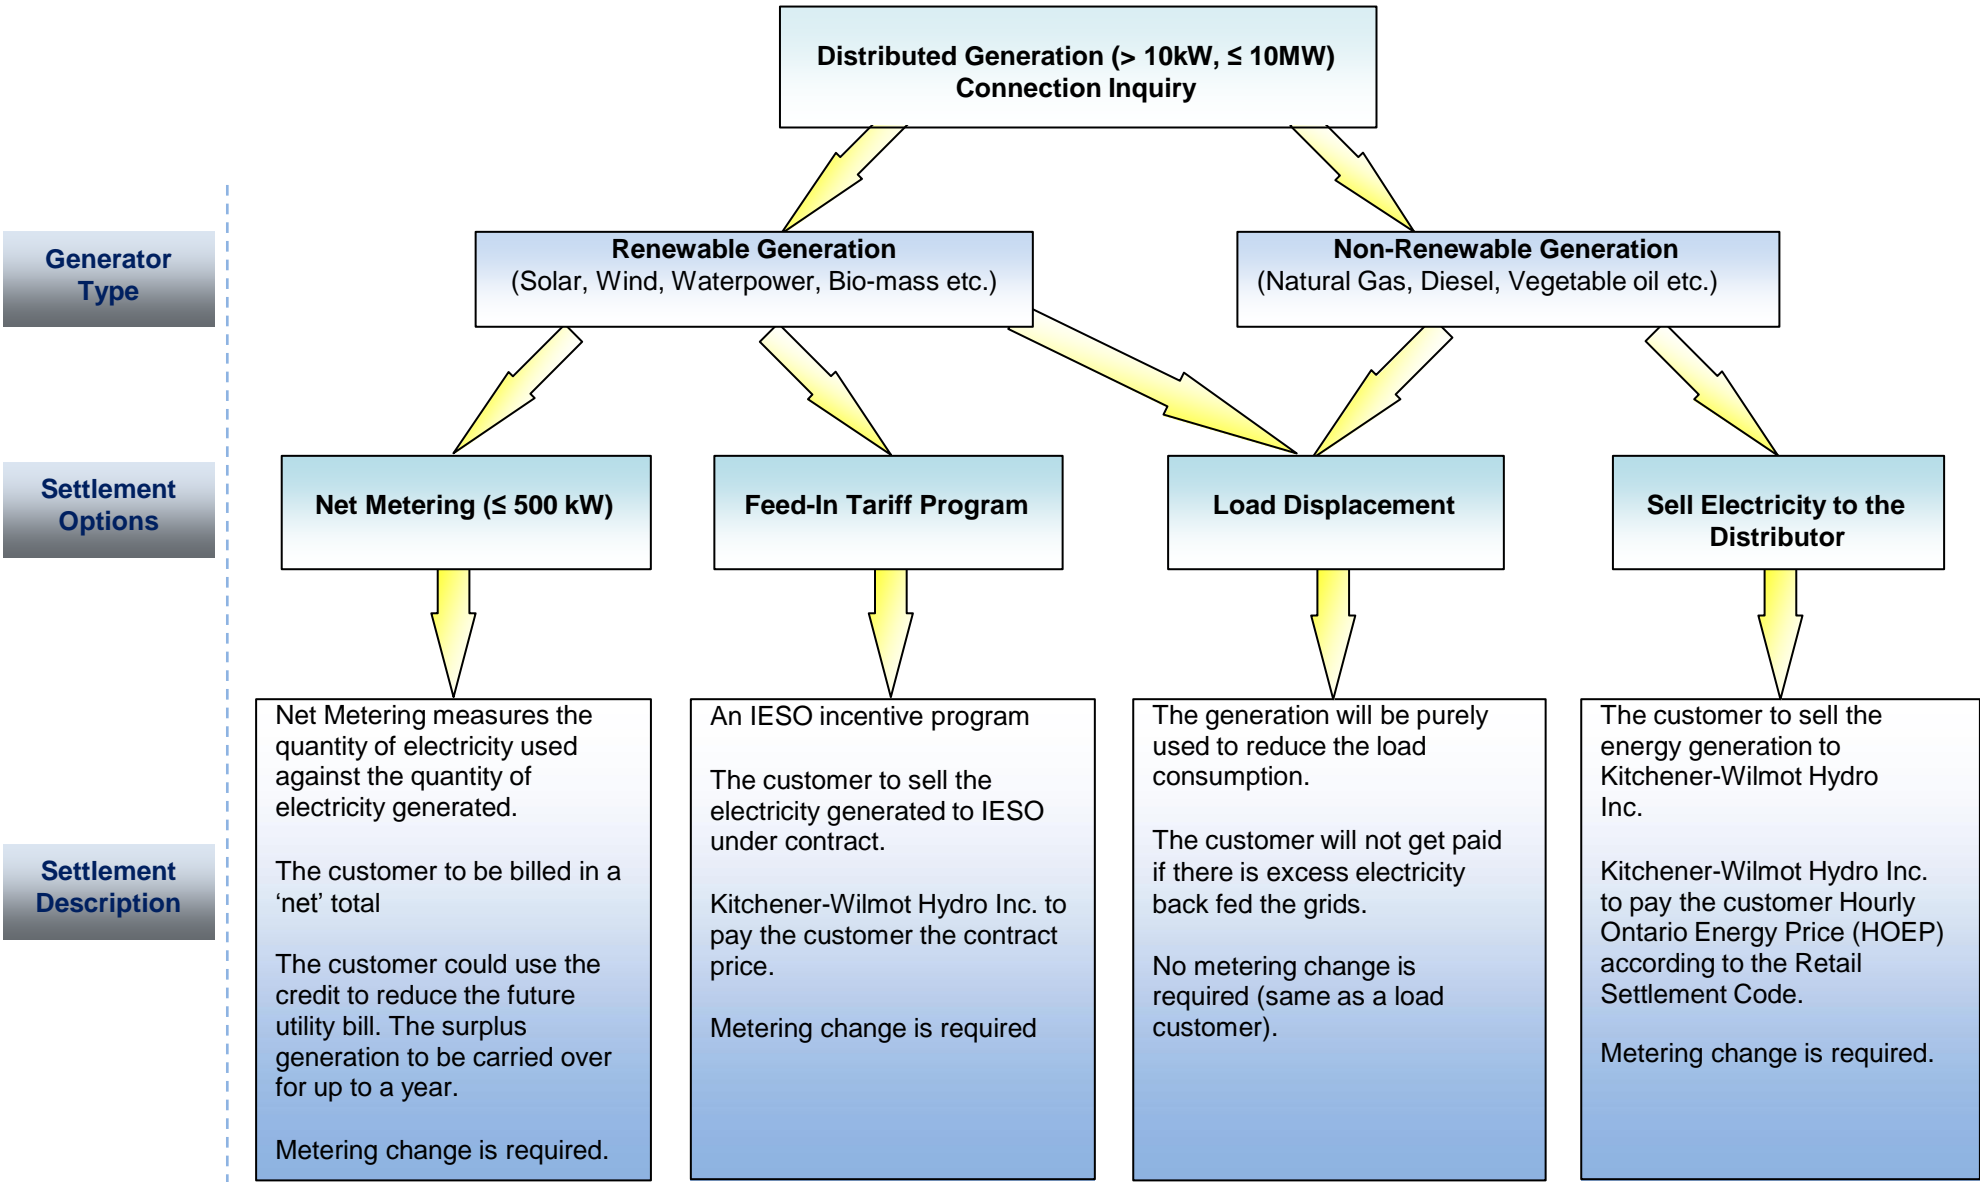 Distributed Generation (> 10kW, ≤ 10MW)
Connection Inquiry
Generator
Type
Renewable Generation
(Solar, Wind, Waterpower, Bio-mass etc.)
Non-Renewable Generation
(Natural Gas, Diesel, Vegetable oil etc.)
Settlement
Options
Net Metering (≤ 500 kW)
Feed-In Tariff Program
Load Displacement
Sell Electricity to the
Distributor
Settlement
Description
Net Metering measures the
quantity of electricity used
against the quantity of
electricity generated.
The customer to be billed in a
‘net’ total
The customer could use the
credit to reduce the future
utility bill. The surplus
generation to be carried over
for up to a year.
Metering change is required.
An IESO incentive program
The customer to sell the
electricity generated to IESO
under contract.
Kitchener-Wilmot Hydro Inc. to
pay the customer the contract
price.
Metering change is required
The generation will be purely
used to reduce the load
consumption.
The customer will not get paid
if there is excess electricity
back fed the grids.
No metering change is
required (same as a load
customer).
The customer to sell the
energy generation to
Kitchener-Wilmot Hydro
Inc.
Kitchener-Wilmot Hydro Inc.
to pay the customer Hourly
Ontario Energy Price (HOEP)
according to the Retail
Settlement Code.
Metering change is required.